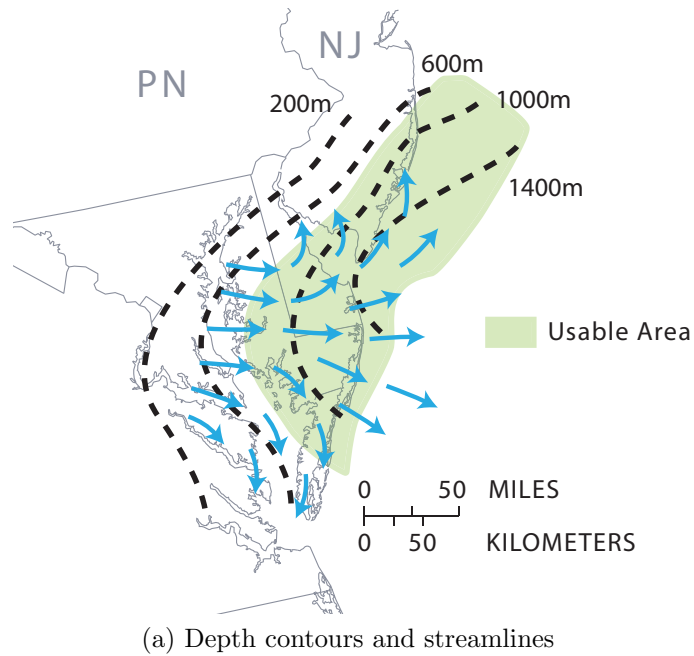 NJ
PN
600m
200m
1000m
1400m
Usable Area
0 50 MILES
0 50 KILOMETERS
(a) Depth contours and streamlines